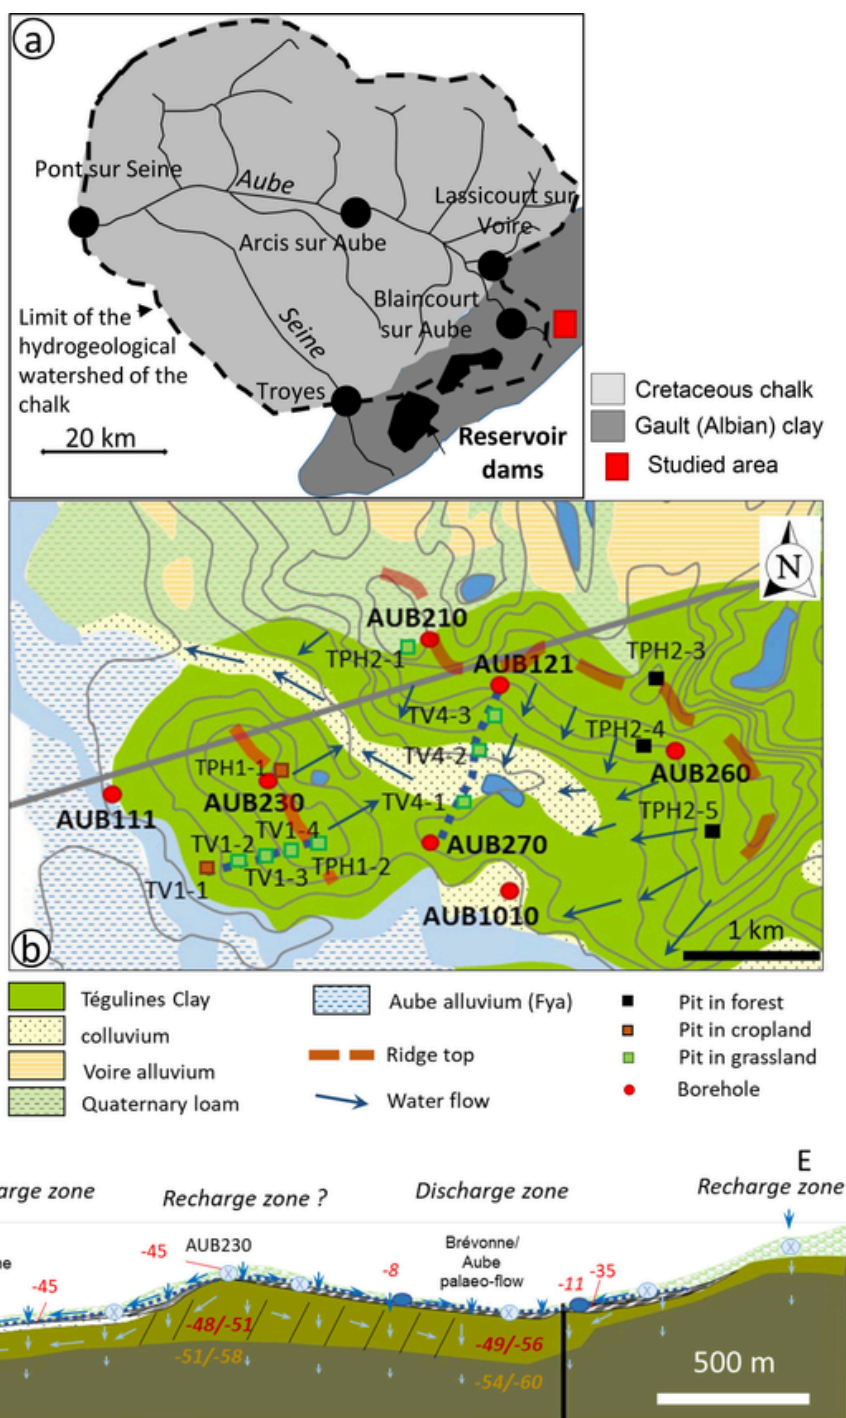 a
Pont sur Seine
Aube
Lassicourt sur
Voire
Arcis sur Aube
Blaincourt
sur Aube
Limit of the
hydrogeological
watershed of the
chalk
Seine
Troyes
20 km
Reservoir
dams
Cretaceous chalk
Gault (Albian) clay
Studied area
N
AUB210
TPH2-1
AUB121
TPH2-3
TV4-3
TPH2-4
TV4-2
TPH1-1
AUB260
AUB230
TV4-1
TPH2-5
AUB111
TV1-4
TV1-2
AUB270
TPH1-2
TV1-3
TV1-1
AUB1010
1 km
b
Tégulines Clay
Aube alluvium (Fya)
Pit in forest
colluvium
Pit in cropland
Voire alluvium
Ridge top
Pit in grassland
Quaternary loam
Water flow
Borehole
E
arge zone
Recharge zone ?
Discharge zone
Recharge zone
-45
AUB230
Brévonne/
Aube
palaeo-flow
ne
-45
-8
-11
-35
-48/-51
-49/-56
-51/-58
-54/-60
500 m